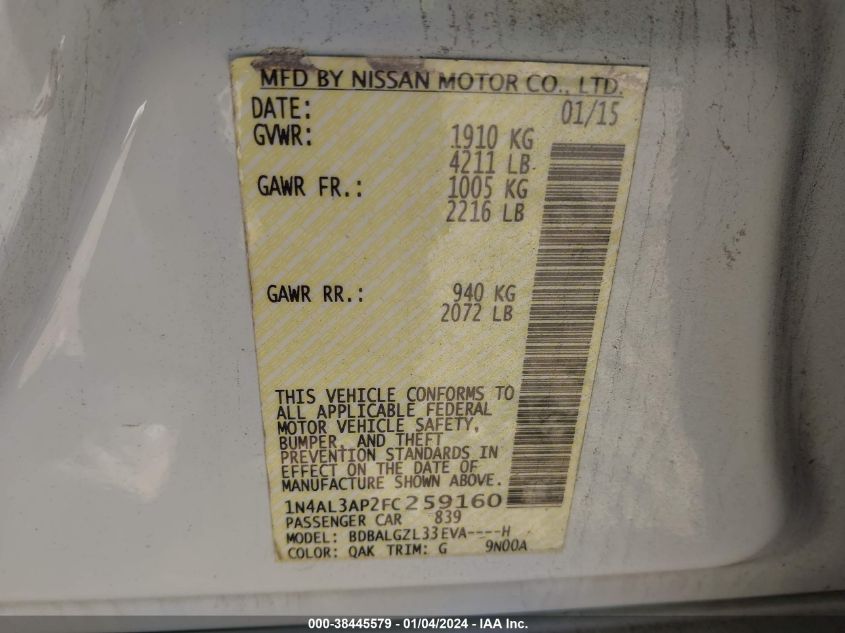 MFD BY NISSAN MOTOR CO., LTD.
DATE: 01/15
GVWR: 1910 KG
4211 LB
GAWR FR.: 1005 KG
2216 LB
GAWR RR.: 940 KG
2072 LB
THIS VEHICLE CONFORMS TO
ALL APPLICABLE FEDERAL
MOTOR VEHICLE SAFETY,
BUMPER, AND THEFT
PREVENTION STANDARDS IN
EFFECT ON THE DATE OF
MANUFACTURE SHOWN ABOVE.
1N4AL3AP2FC259160
PASSENGER CAR 839
MODEL: BDBALGZL33EVA----H
COLOR: QAK TRIM: G 9N00A
000-38445579 - 01/04/2024 - IAA Inc.